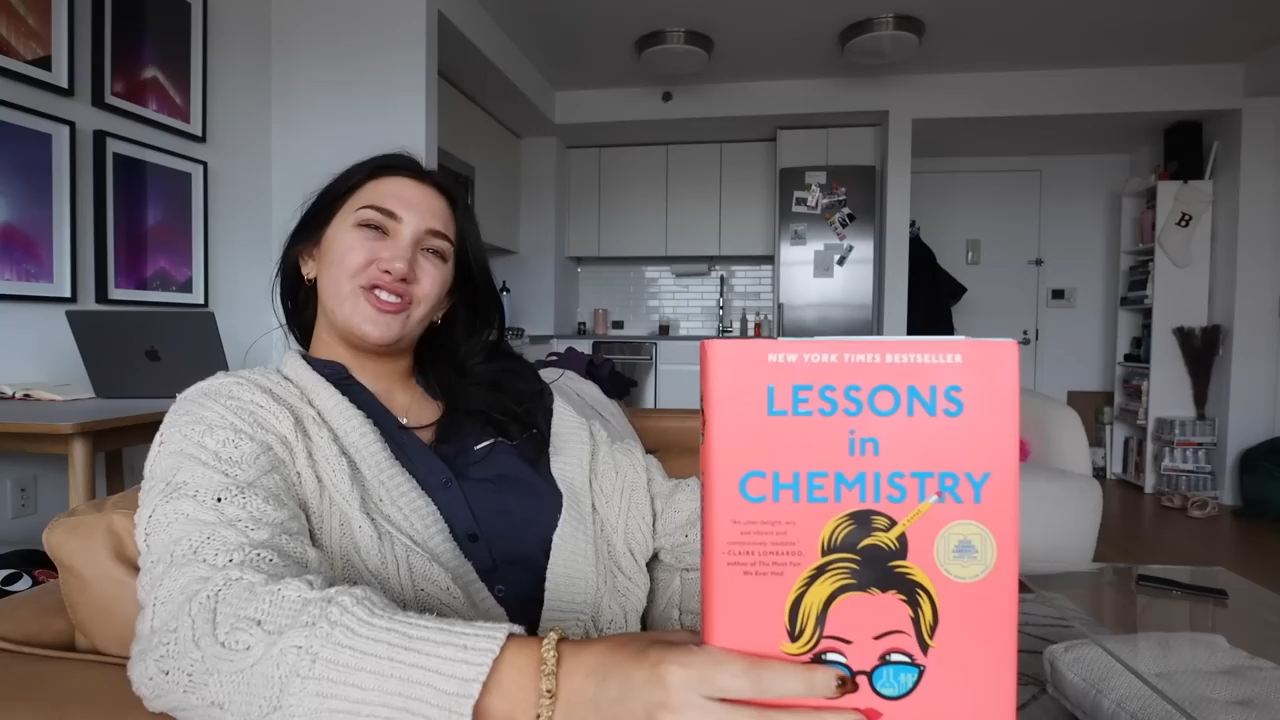 NEW YORK TIMES BESTSELLER
LESSONS
in
CHEMISTRY
A NOVEL
"An utter delight, wry
and vibrant and
compulsively readable."
—CLAIRE LOMBARDO,
author of The Most Fun
We Ever Had
B